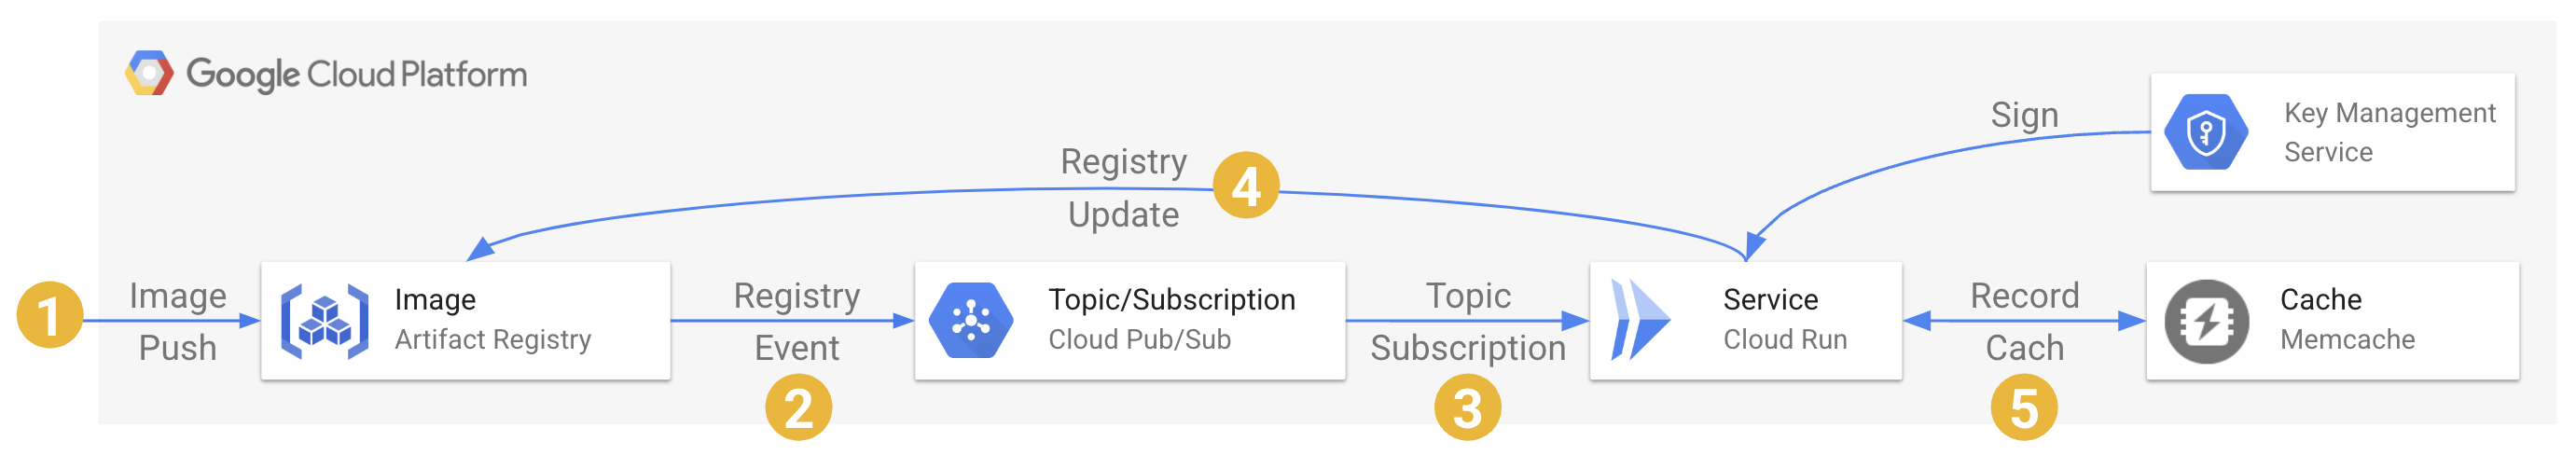 Google Cloud Platform
Sign
Key Management
Service
Registry
4
Update
1
Image
Push
Image
Artifact Registry
Registry
Event
2
Topic/Subscription
Cloud Pub/Sub
Topic
Subscription
3
Service
Cloud Run
Record
Cach
5
Cache
Memcache